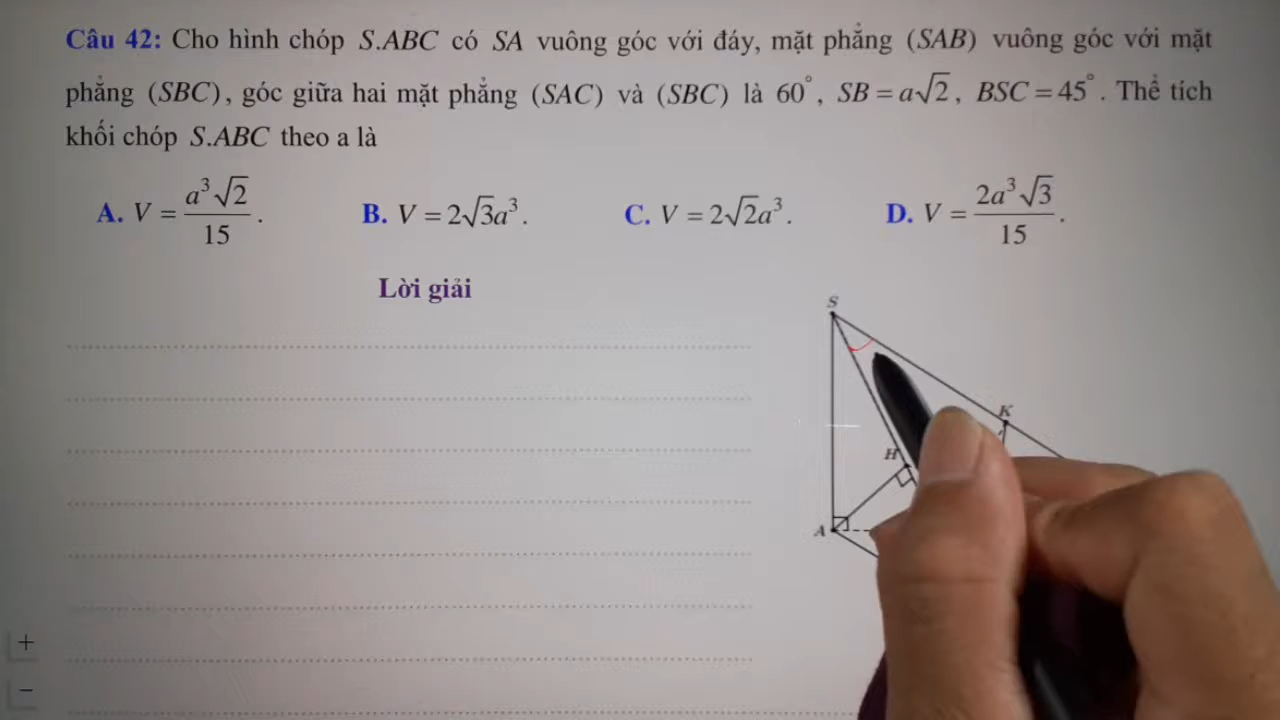 Câu 42: Cho hình chóp S.ABC có SA vuông góc với đáy, mặt phẳng (SAB) vuông góc với mặt
phẳng (SBC), góc giữa hai mặt phẳng (SAC) và (SBC) là 60°, SB = a√2, BSC = 45°. Thể tích
khối chóp S.ABC theo a là
A. V = a³√2/15. B. V = 2√3a³. C. V = 2√2a³. D. V = 2a³√3/15.
Lời giải
S
K
H
A
+
−